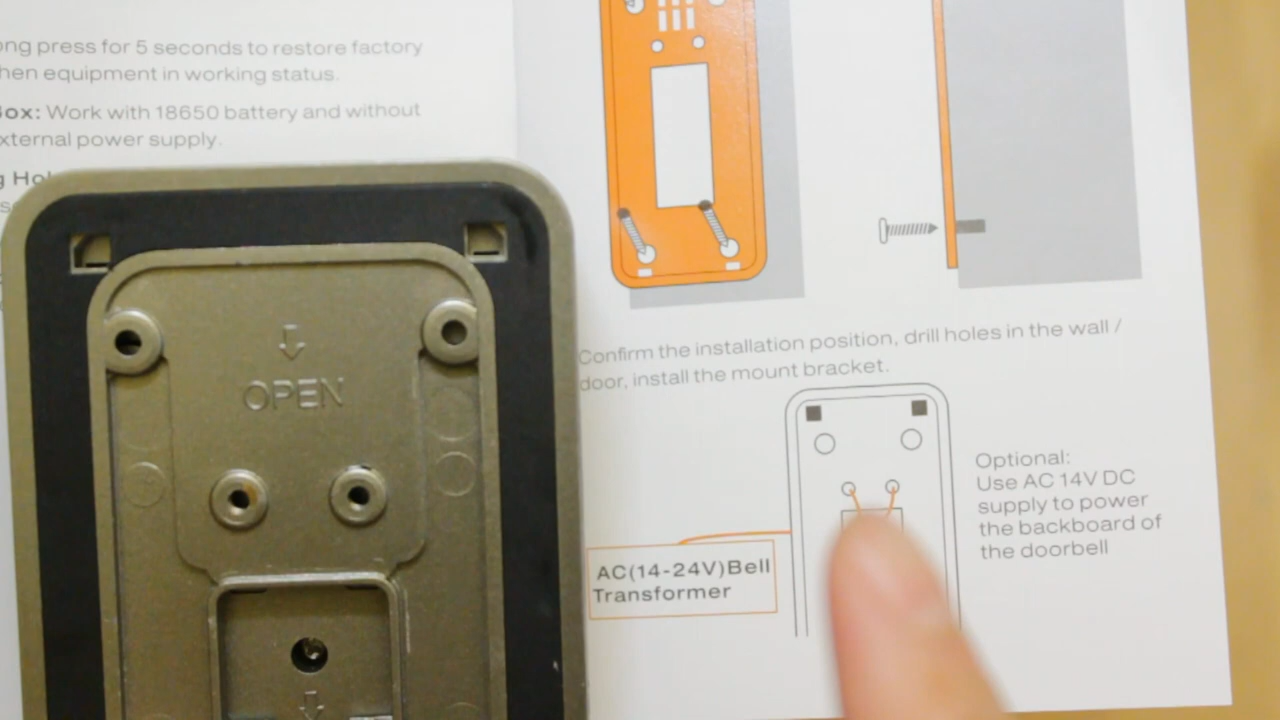 ong press for 5 seconds to restore factory
hen equipment in working status.
ox: Work with 18650 battery and without
xternal power supply.
g Ho
Confirm the installation position, drill holes in the wall /
door, install the mount bracket.
OPEN
Optional:
Use AC 14V DC
supply to power
the backboard of
the doorbell
AC(14-24V)Bell
Transformer